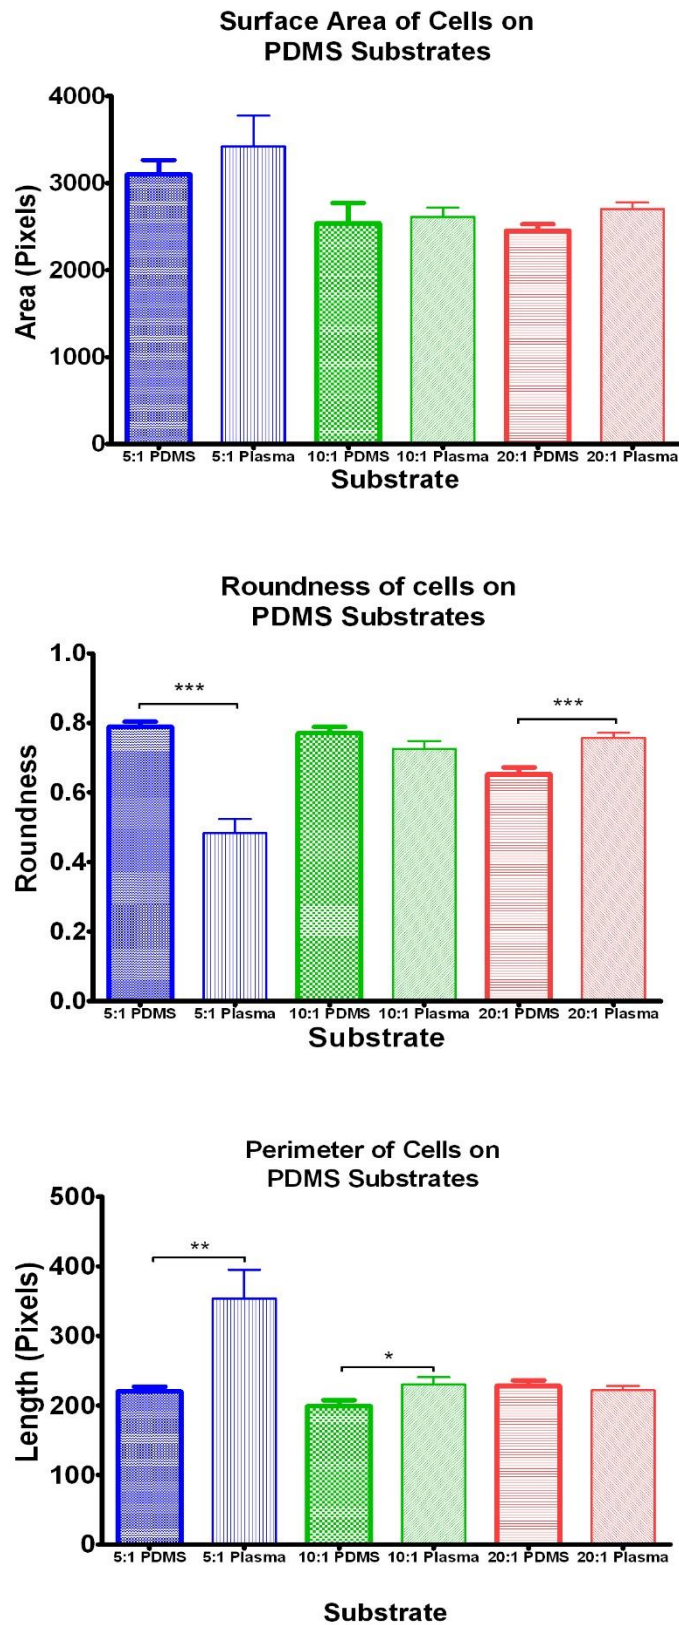 Surface Area of Cells on
PDMS Substrates
4000
3000
2000
1000
0
Area (Pixels)
5:1 PDMS 5:1 Plasma 10:1 PDMS 10:1 Plasma 20:1 PDMS 20:1 Plasma
Substrate
Roundness of cells on
PDMS Substrates
1.0
0.8
0.6
0.4
0.2
0.0
Roundness
***
***
5:1 PDMS 5:1 Plasma 10:1 PDMS 10:1 Plasma 20:1 PDMS 20:1 Plasma
Substrate
Perimeter of Cells on
PDMS Substrates
500
400
300
200
100
0
Length (Pixels)
**
*
5:1 PDMS 5:1 Plasma 10:1 PDMS 10:1 Plasma 20:1 PDMS 20:1 Plasma
Substrate